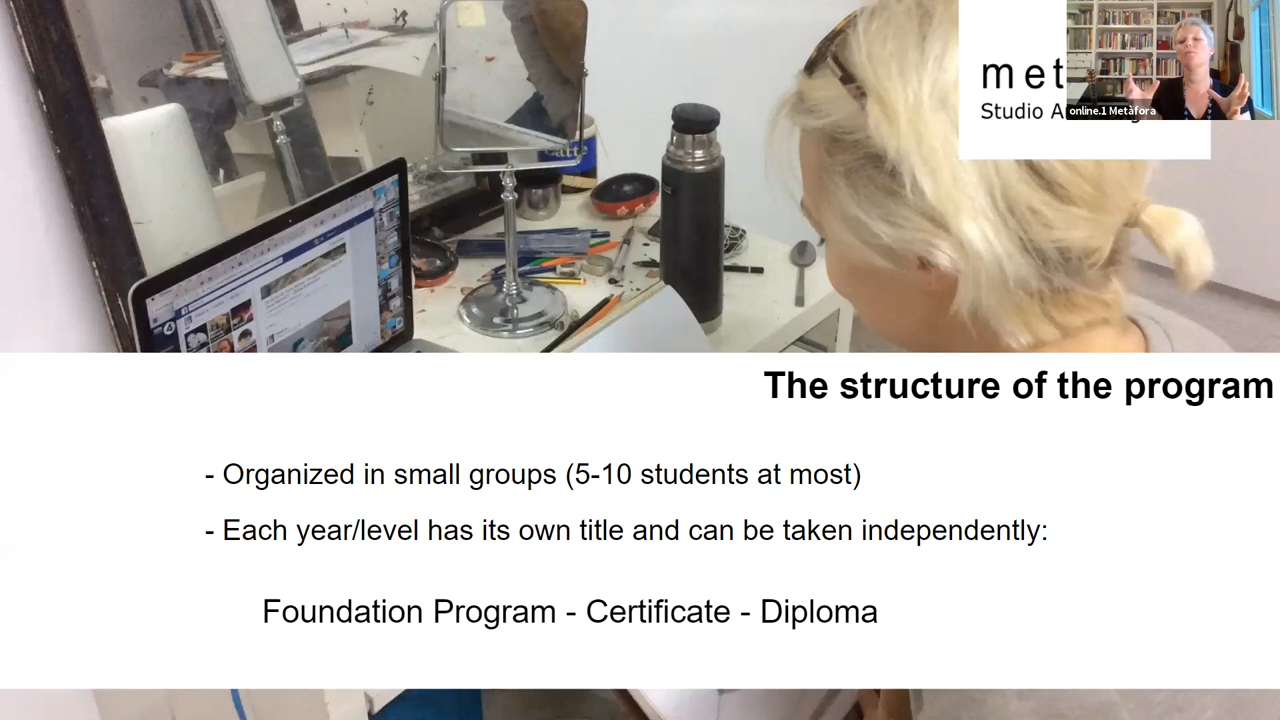 met
Studio A
online.1 Metàfora
The structure of the program
- Organized in small groups (5-10 students at most)
- Each year/level has its own title and can be taken independently:
Foundation Program - Certificate - Diploma